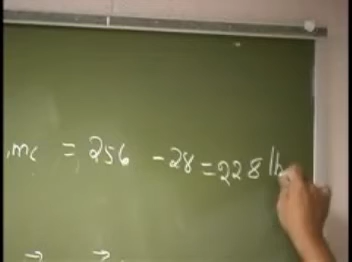 mc = 256 - 28 = 228 lb